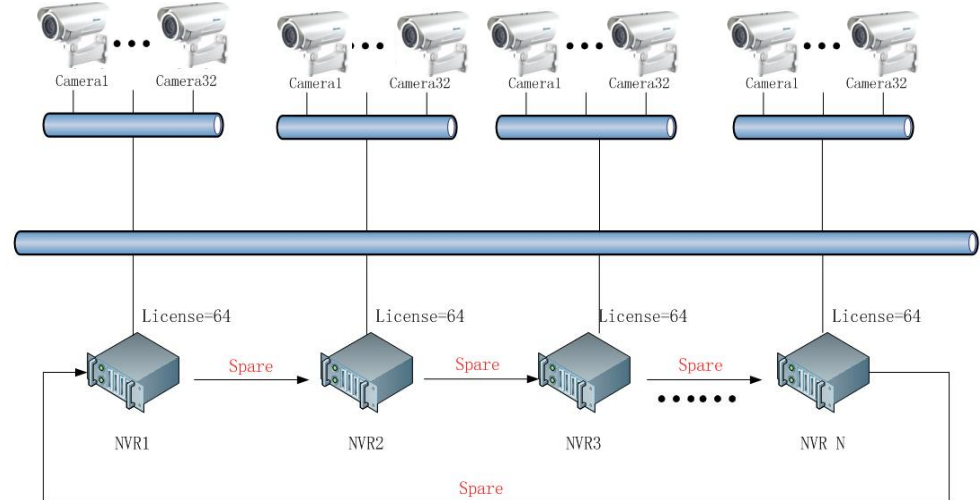 Camera1 Camera32 Camera1 Camera32 Camera1 Camera32 Camera1 Camera32
License=64 License=64 License=64 License=64
Spare Spare Spare
NVR1 NVR2 NVR3 NVR N
Spare